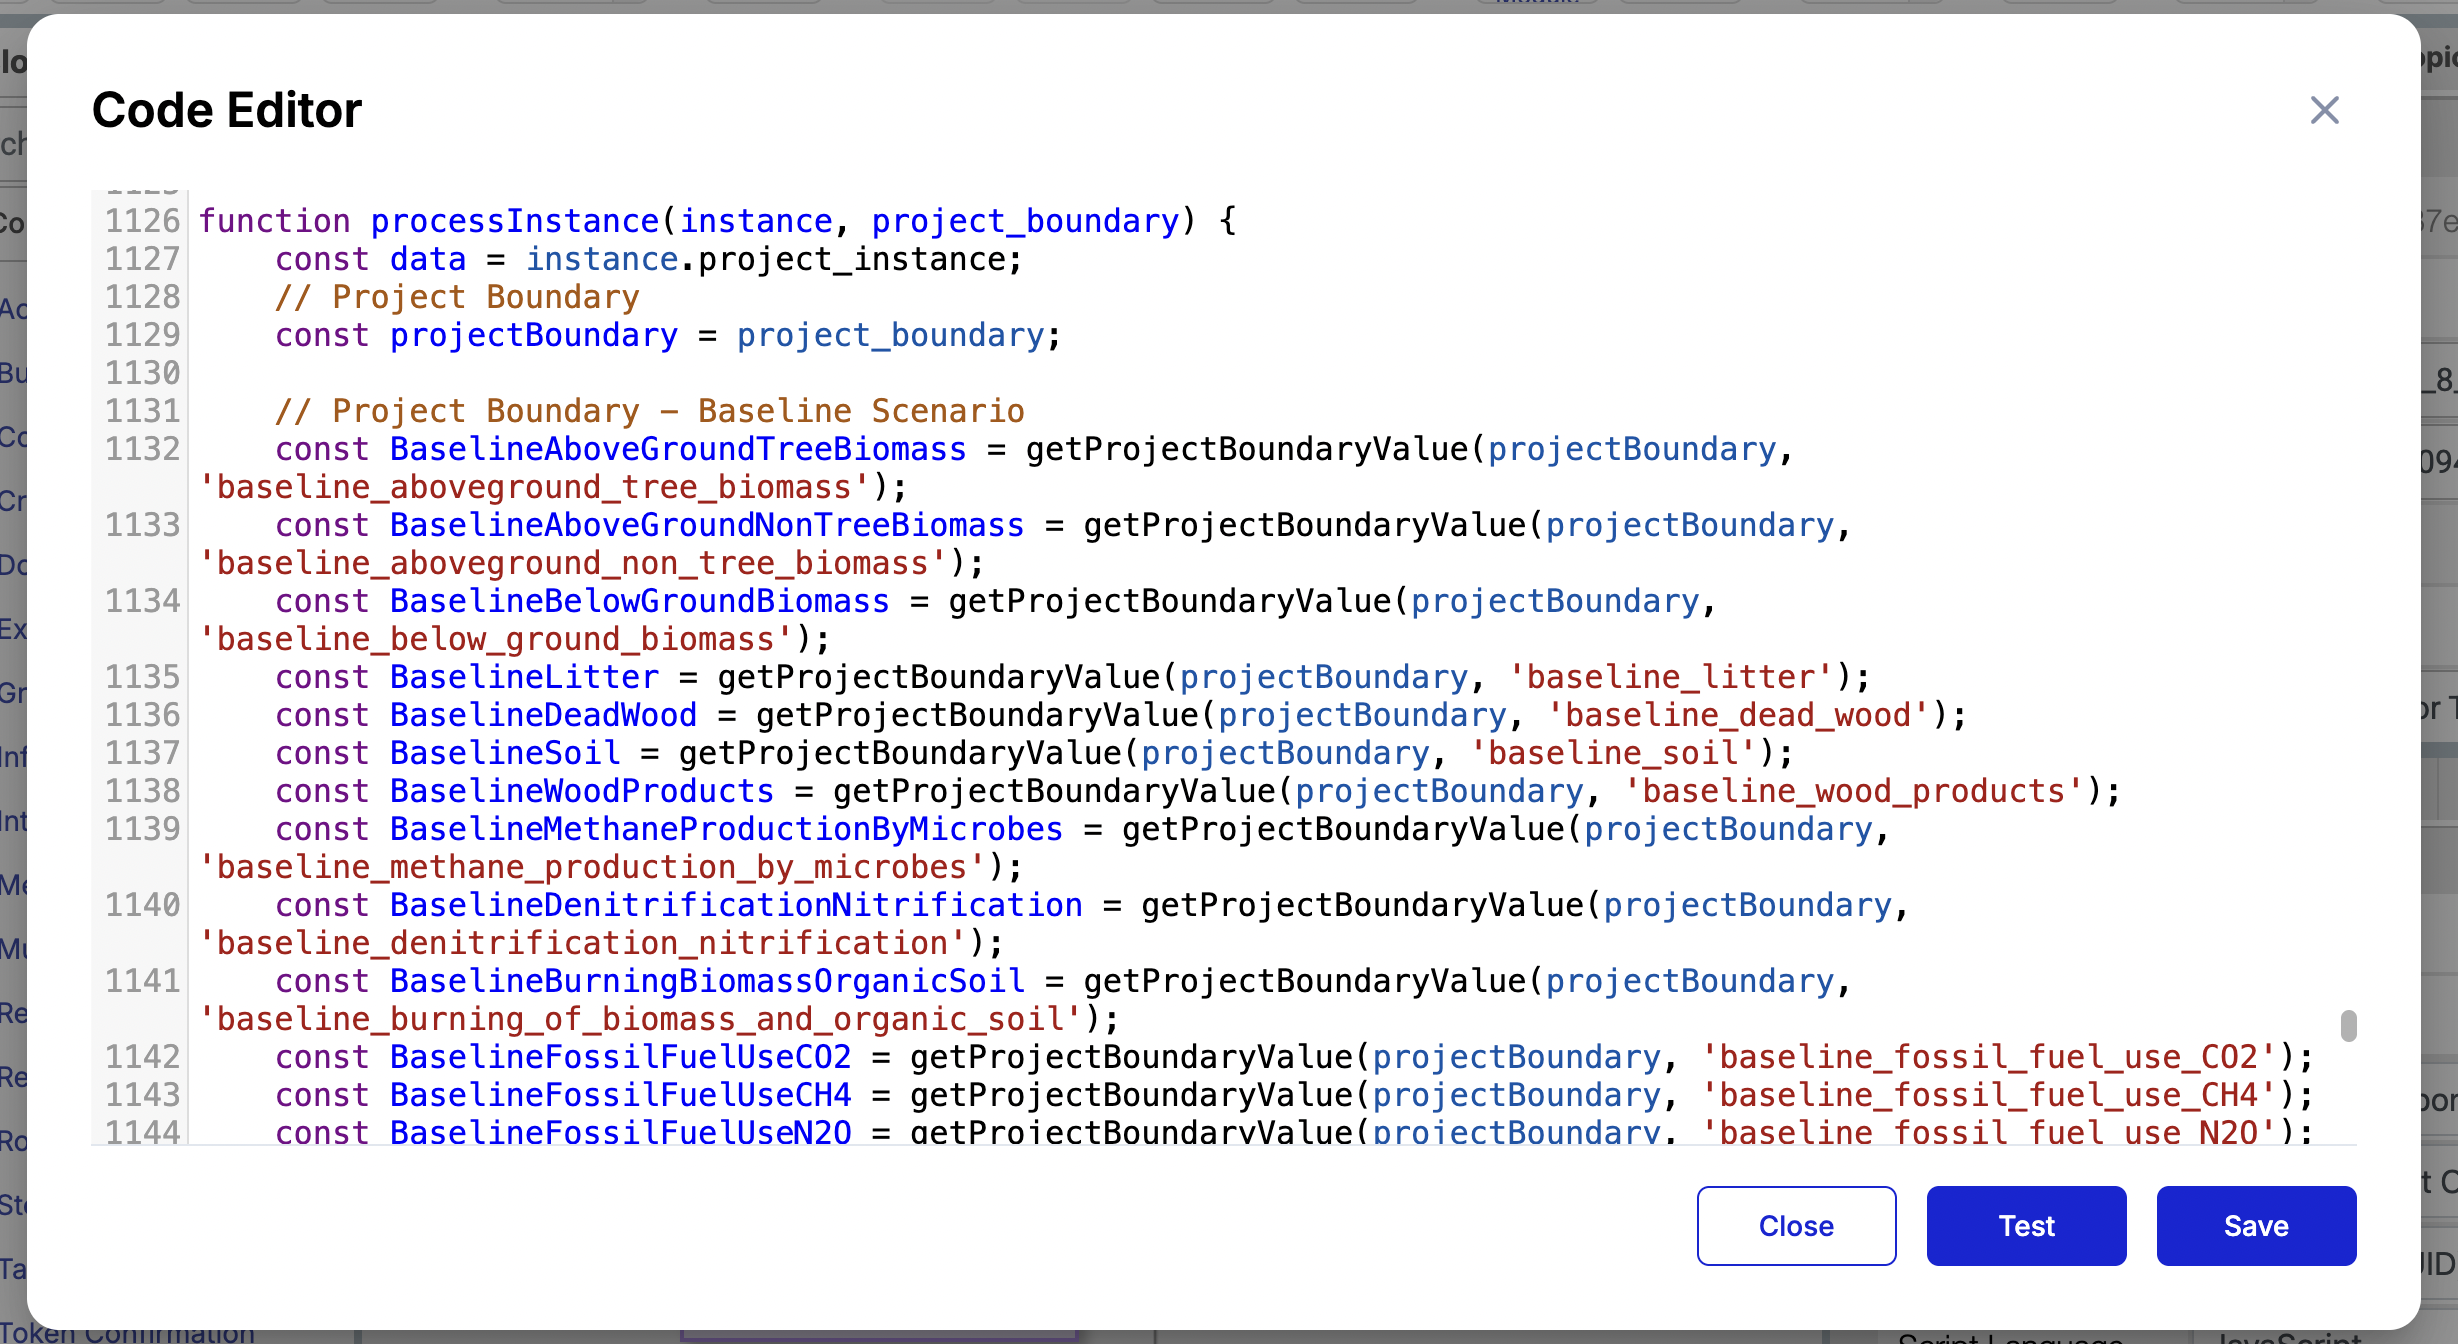 Code Editor
1126 function processInstance(instance, project_boundary) {
1127 const data = instance.project_instance;
1128 // Project Boundary
1129 const projectBoundary = project_boundary;
1130
1131 // Project Boundary – Baseline Scenario
1132 const BaselineAboveGroundTreeBiomass = getProjectBoundaryValue(projectBoundary,
'baseline_aboveground_tree_biomass');
1133 const BaselineAboveGroundNonTreeBiomass = getProjectBoundaryValue(projectBoundary,
'baseline_aboveground_non_tree_biomass');
1134 const BaselineBelowGroundBiomass = getProjectBoundaryValue(projectBoundary,
'baseline_below_ground_biomass');
1135 const BaselineLitter = getProjectBoundaryValue(projectBoundary, 'baseline_litter');
1136 const BaselineDeadWood = getProjectBoundaryValue(projectBoundary, 'baseline_dead_wood');
1137 const BaselineSoil = getProjectBoundaryValue(projectBoundary, 'baseline_soil');
1138 const BaselineWoodProducts = getProjectBoundaryValue(projectBoundary, 'baseline_wood_products');
1139 const BaselineMethaneProductionByMicrobes = getProjectBoundaryValue(projectBoundary,
'baseline_methane_production_by_microbes');
1140 const BaselineDenitrificationNitrification = getProjectBoundaryValue(projectBoundary,
'baseline_denitrification_nitrification');
1141 const BaselineBurningBiomassOrganicSoil = getProjectBoundaryValue(projectBoundary,
'baseline_burning_of_biomass_and_organic_soil');
1142 const BaselineFossilFuelUseCO2 = getProjectBoundaryValue(projectBoundary, 'baseline_fossil_fuel_use_CO2');
1143 const BaselineFossilFuelUseCH4 = getProjectBoundaryValue(projectBoundary, 'baseline_fossil_fuel_use_CH4');
1144 const BaselineFossilFuelUseN2O = getProjectBoundaryValue(projectBoundary, 'baseline_fossil_fuel_use_N2O');
Close
Test
Save
Token Confirmation
Script Language
JavaScript